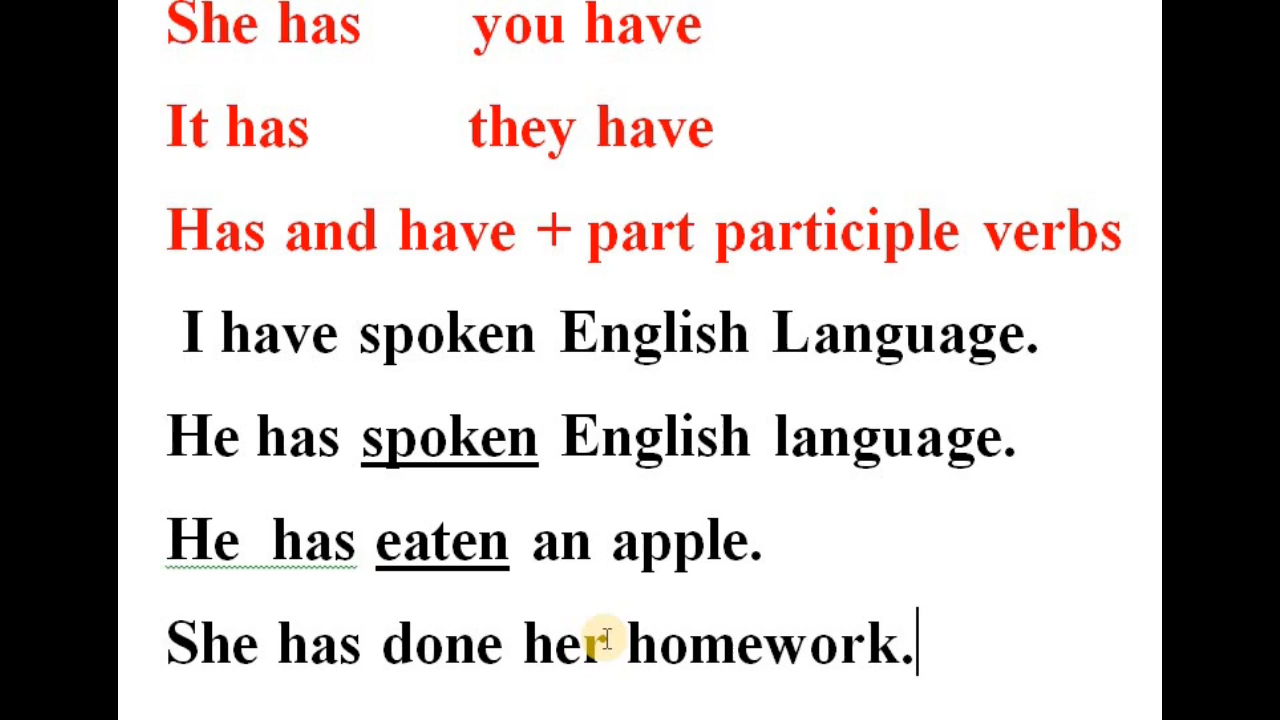 She has you have
It has they have
Has and have + part participle verbs
I have spoken English Language.
He has spoken English language.
He has eaten an apple.
She has done her homework.